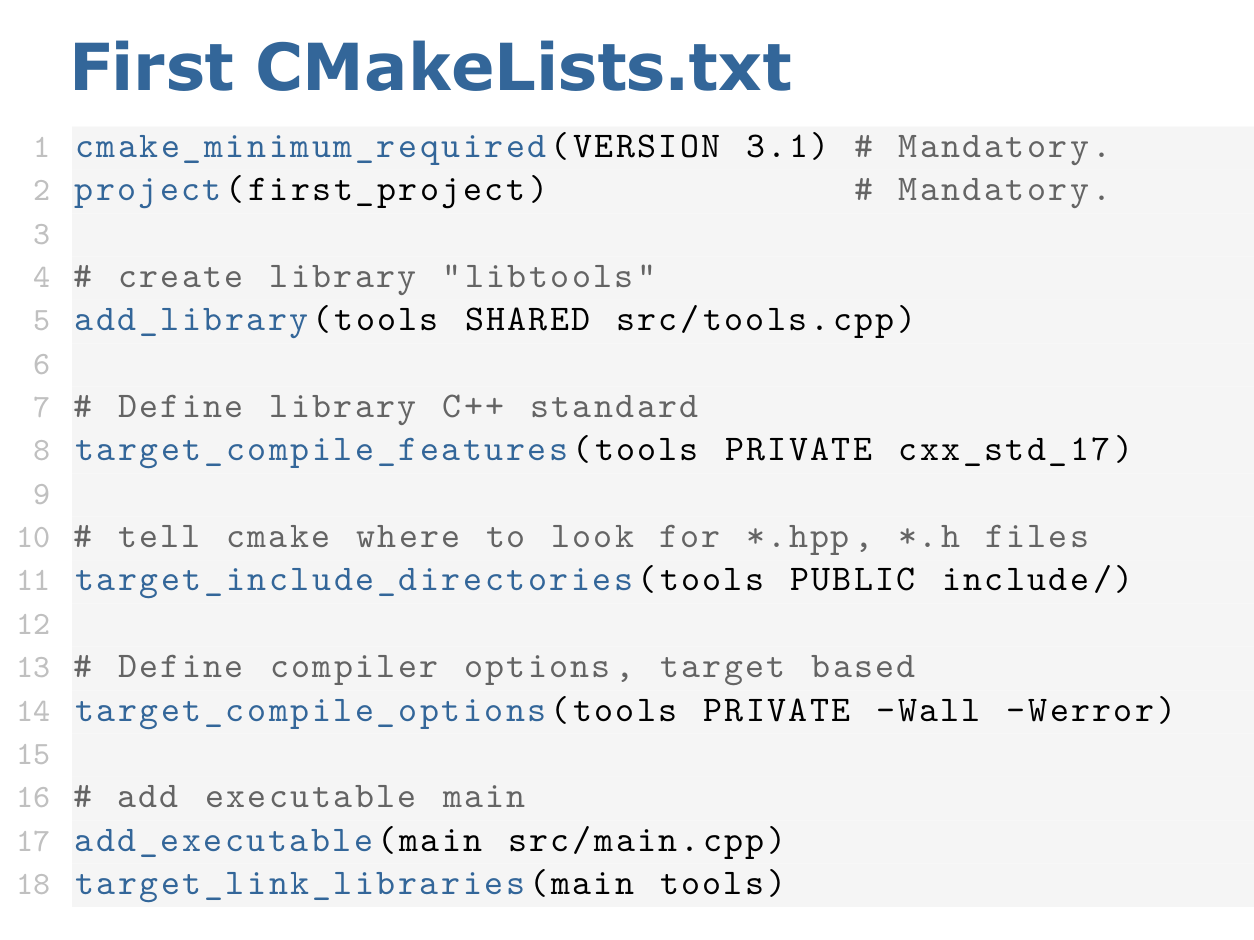 First CMakeLists.txt
1 cmake_minimum_required(VERSION 3.1) # Mandatory.
2 project(first_project)              # Mandatory.
3
4 # create library "libtools"
5 add_library(tools SHARED src/tools.cpp)
6
7 # Define library C++ standard
8 target_compile_features(tools PRIVATE cxx_std_17)
9
10 # tell cmake where to look for *.hpp, *.h files
11 target_include_directories(tools PUBLIC include/)
12
13 # Define compiler options, target based
14 target_compile_options(tools PRIVATE -Wall -Werror)
15
16 # add executable main
17 add_executable(main src/main.cpp)
18 target_link_libraries(main tools)